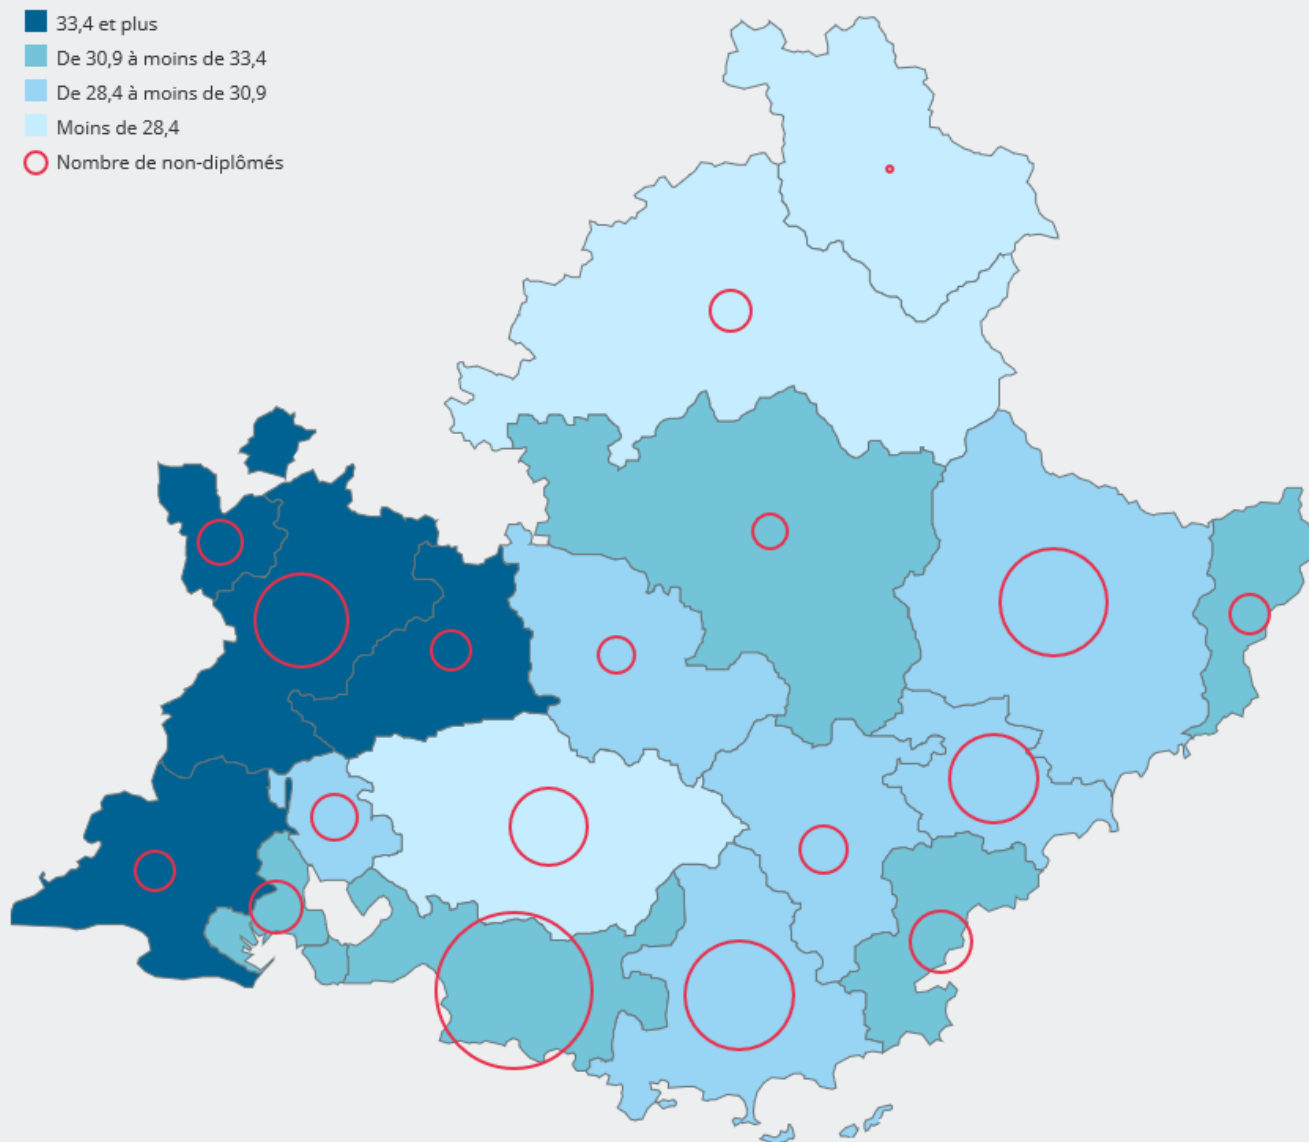 33,4 et plus
De 30,9 à moins de 33,4
De 28,4 à moins de 30,9
Moins de 28,4
Nombre de non-diplômés